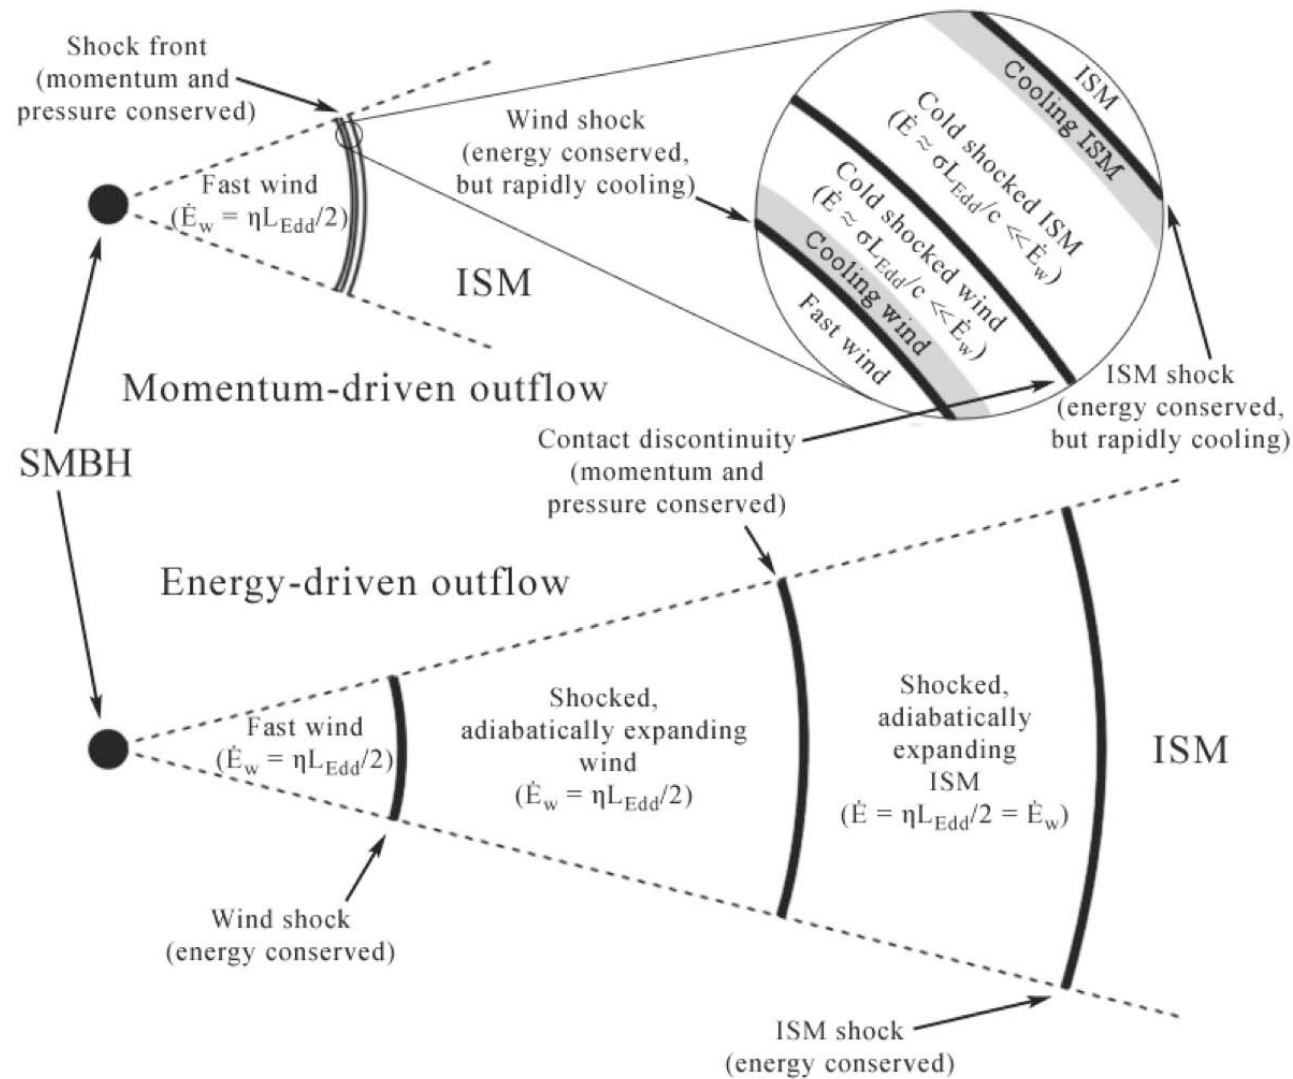 Shock front
(momentum and
pressure conserved)
Fast wind
(Ė_w = ηL_Edd/2)
ISM
Momentum-driven outflow
Wind shock
(energy conserved,
but rapidly cooling)
ISM
Cooling ISM
Cold shocked ISM
(Ė ≈ σL_Edd/c ≪ Ė_w)
Cold shocked wind
(Ė ≈ σL_Edd/c ≪ Ė_w)
Cooling wind
Fast wind
ISM shock
(energy conserved,
but rapidly cooling)
Contact discontinuity
(momentum and
pressure conserved)
SMBH
Energy-driven outflow
Fast wind
(Ė_w = ηL_Edd/2)
Shocked,
adiabatically expanding
wind
(Ė_w = ηL_Edd/2)
Shocked,
adiabatically
expanding
ISM
(Ė = ηL_Edd/2 = Ė_w)
ISM
Wind shock
(energy conserved)
ISM shock
(energy conserved)